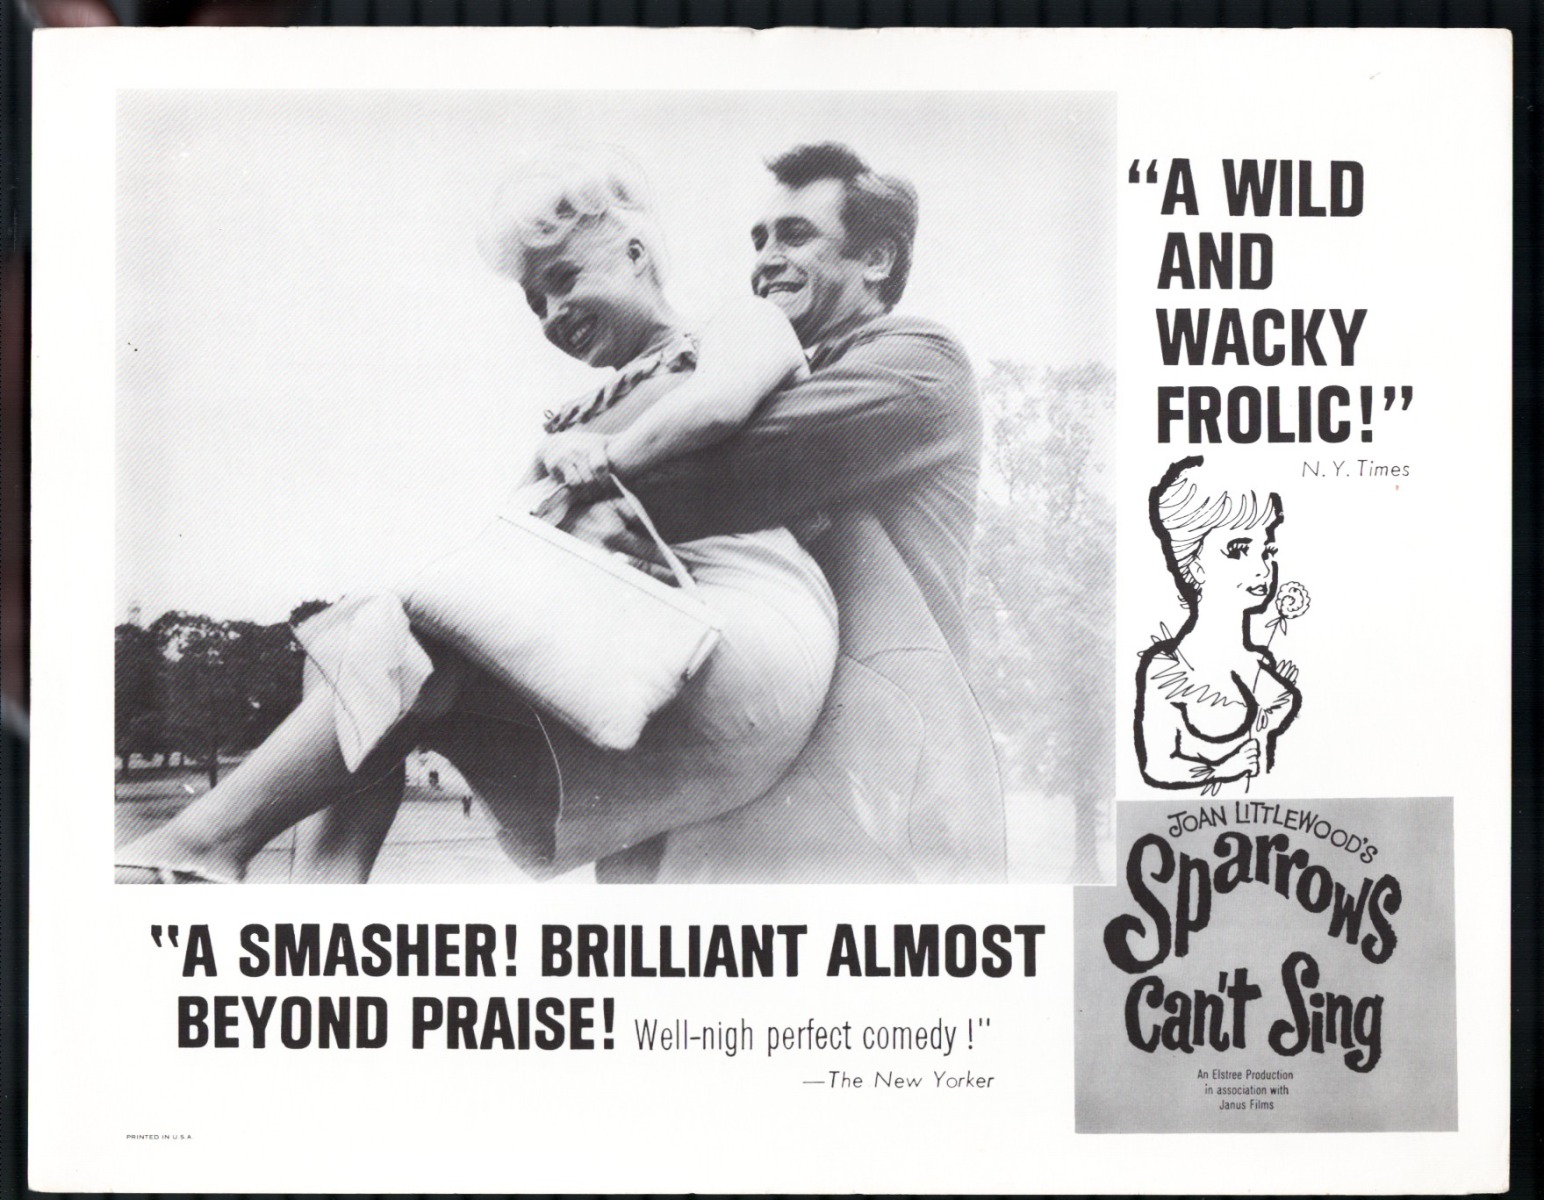 “A WILD
AND
WACKY
FROLIC!”
N. Y. Times
JOAN LITTLEWOOD'S
Sparrows
Can't Sing
An Elstree Production
in association with
Janus Films
“A SMASHER! BRILLIANT ALMOST
BEYOND PRAISE! Well-nigh perfect comedy !"
—The New Yorker
PRINTED IN U.S.A.